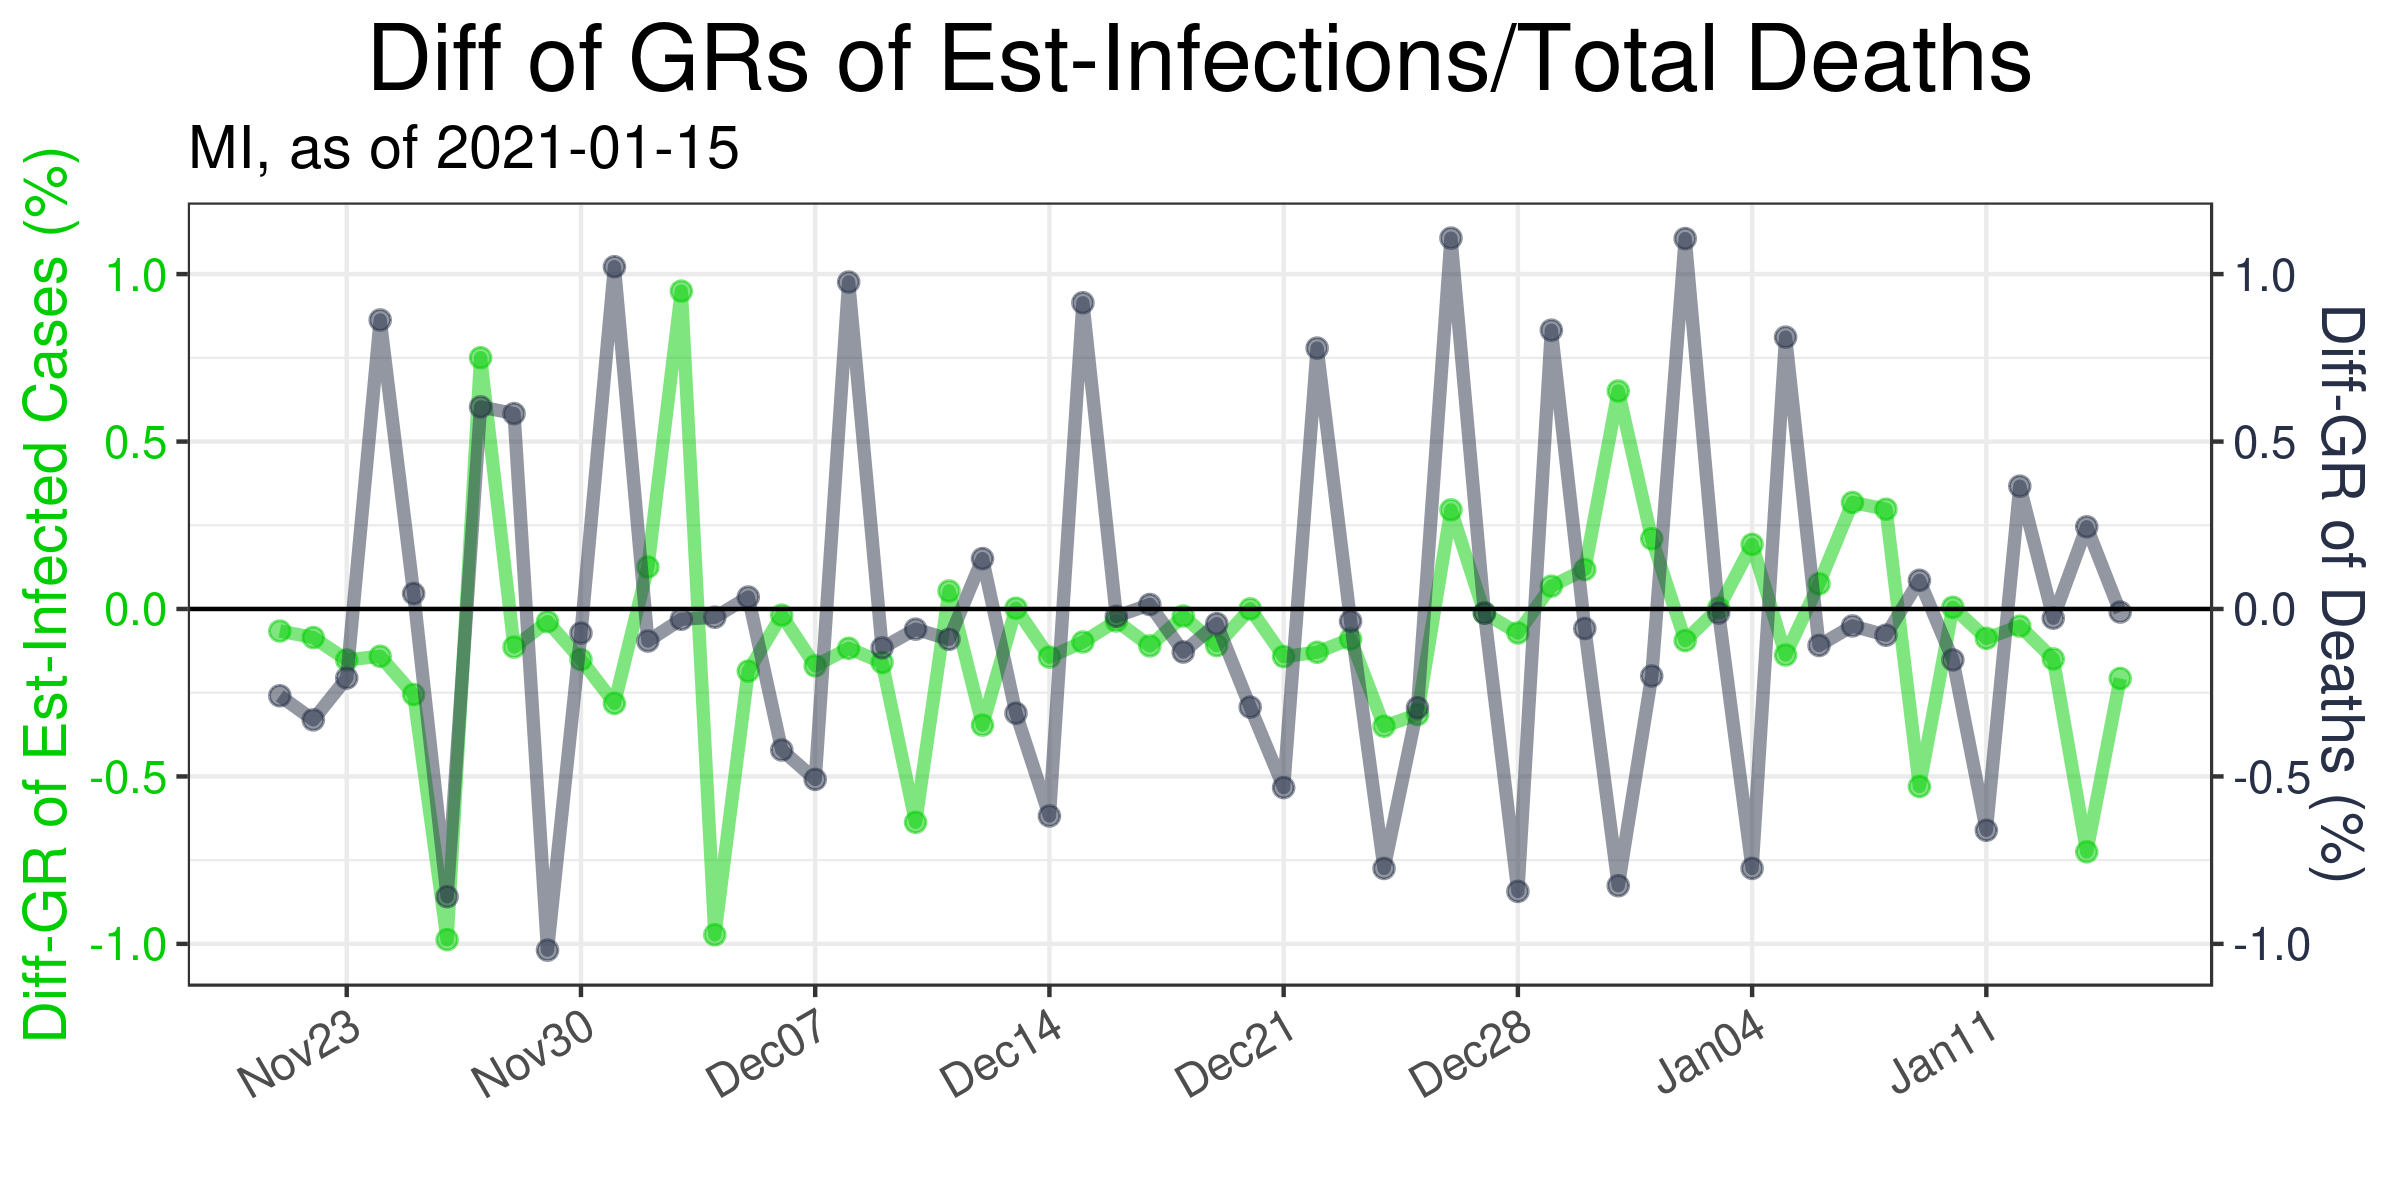 Diff of GRs of Est-Infections/Total Deaths
MI, as of 2021-01-15
Diff-GR of Est-Infected Cases (%)
1.0
0.5
0.0
-0.5
-1.0
1.0
0.5
0.0
-0.5
-1.0
Diff-GR of Deaths (%)
Nov23
Nov30
Dec07
Dec14
Dec21
Dec28
Jan04
Jan11